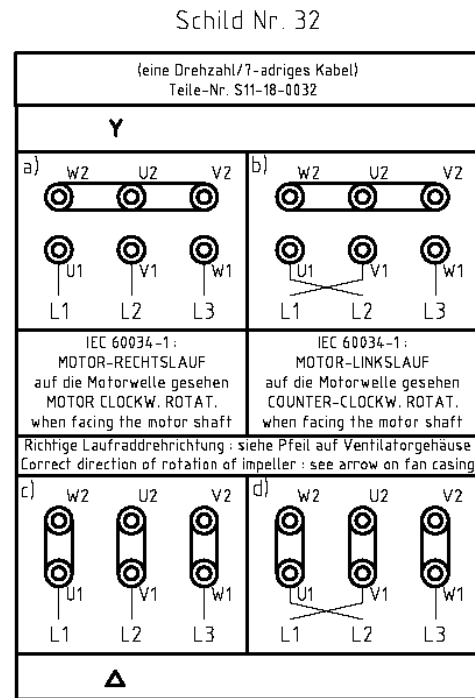 Schild Nr. 32
(eine Drehzahl/7-adriges Kabel)
Teile-Nr. S11-18-0032
Y
a)
W2 U2 V2
U1 V1 W1
L1 L2 L3
b)
W2 U2 V2
U1 V1 W1
L1 L2 L3
IEC 60034-1 :
MOTOR-RECHTSLAUF
auf die Motorwelle gesehen
MOTOR CLOCKW. ROTAT.
when facing the motor shaft
IEC 60034-1 :
MOTOR-LINKSLAUF
auf die Motorwelle gesehen
COUNTER-CLOCKW. ROTAT.
when facing the motor shaft
Richtige Laufraddrehrichtung : siehe Pfeil auf Ventilatorgehäuse
Correct direction of rotation of impeller : see arrow on fan casing
c)
W2 U2 V2
U1 V1 W1
L1 L2 L3
d)
W2 U2 V2
U1 V1 W1
L1 L2 L3
Δ